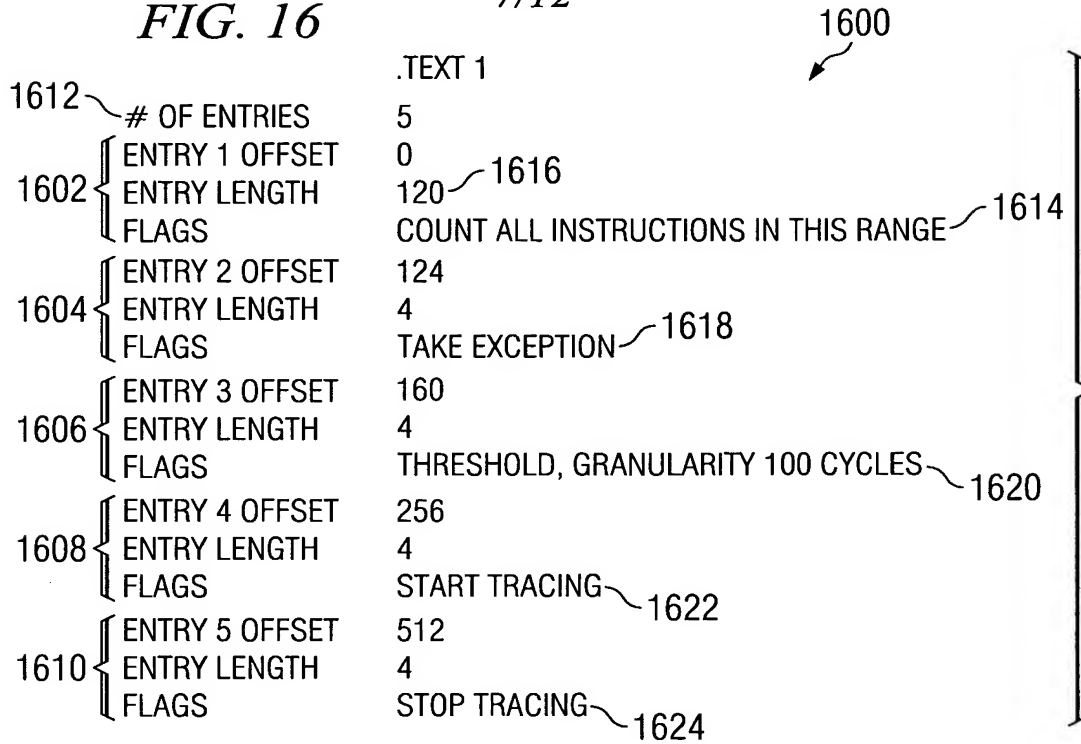 FIG. 16
7/12
1600
.TEXT 1
1612 # OF ENTRIES 5
ENTRY 1 OFFSET 0
1602 ENTRY LENGTH 120 1616
FLAGS COUNT ALL INSTRUCTIONS IN THIS RANGE 1614
ENTRY 2 OFFSET 124
1604 ENTRY LENGTH 4
FLAGS TAKE EXCEPTION 1618
ENTRY 3 OFFSET 160
1606 ENTRY LENGTH 4
FLAGS THRESHOLD, GRANULARITY 100 CYCLES 1620
ENTRY 4 OFFSET 256
1608 ENTRY LENGTH 4
FLAGS START TRACING 1622
ENTRY 5 OFFSET 512
1610 ENTRY LENGTH 4
FLAGS STOP TRACING 1624